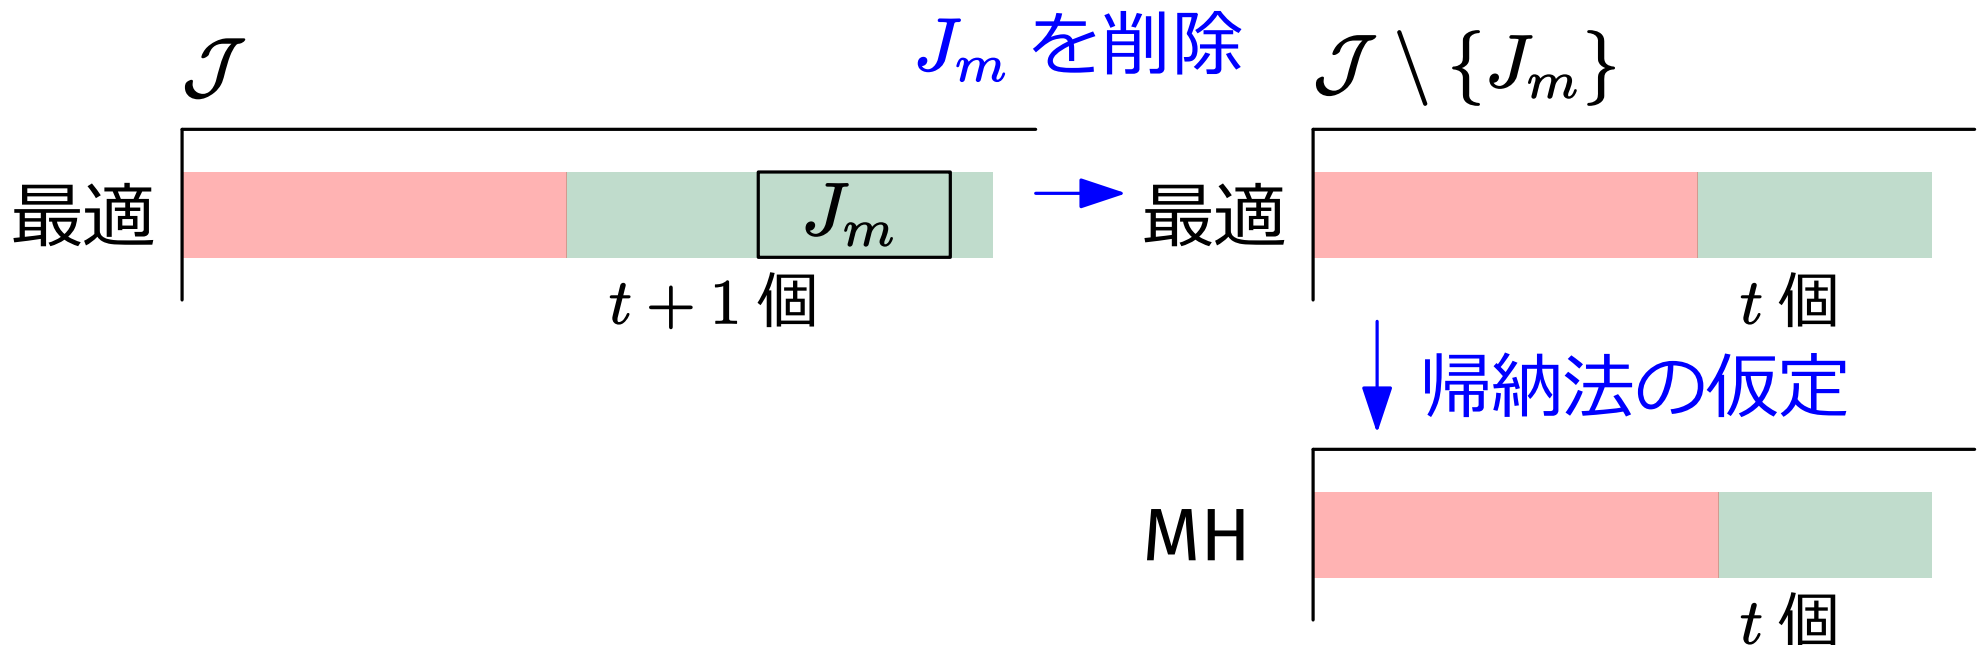 𝒥
J_m を削除
𝒥 \ {J_m}
最適
J_m
t + 1 個
最適
t 個
帰納法の仮定
MH
t 個